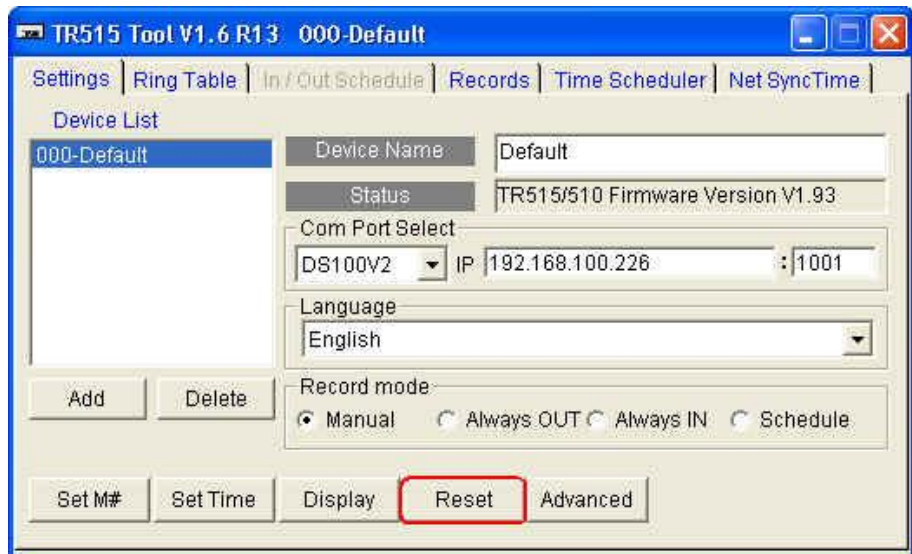 TR515 Tool V1.6 R13 000-Default
Settings Ring Table In / Out Schedule Records Time Scheduler Net SyncTime
Device List
000-Default
Device Name Default
Status TR515/510 Firmware Version V1.93
Com Port Select
DS100V2 IP 192.168.100.226 : 1001
Language
English
Add Delete
Record mode
Manual Always OUT Always IN Schedule
Set M# Set Time Display Reset Advanced